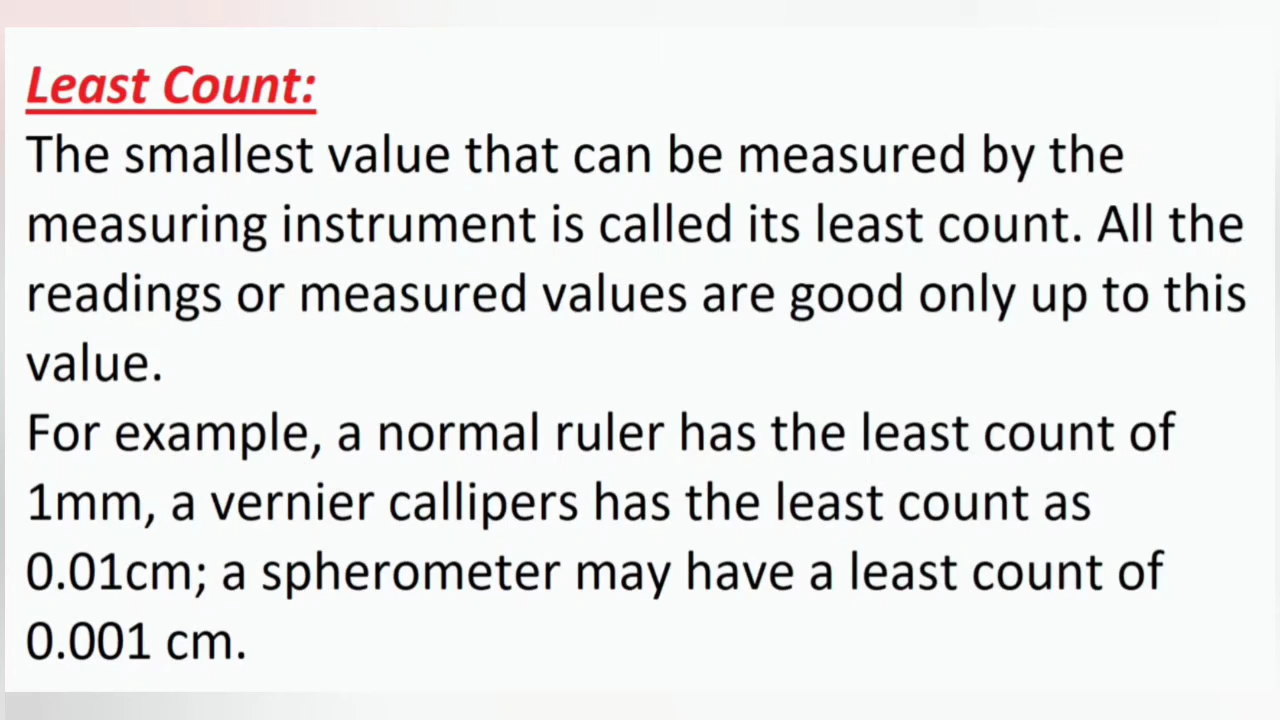 Least Count:
The smallest value that can be measured by the
measuring instrument is called its least count. All the
readings or measured values are good only up to this
value.
For example, a normal ruler has the least count of
1mm, a vernier callipers has the least count as
0.01cm; a spherometer may have a least count of
0.001 cm.